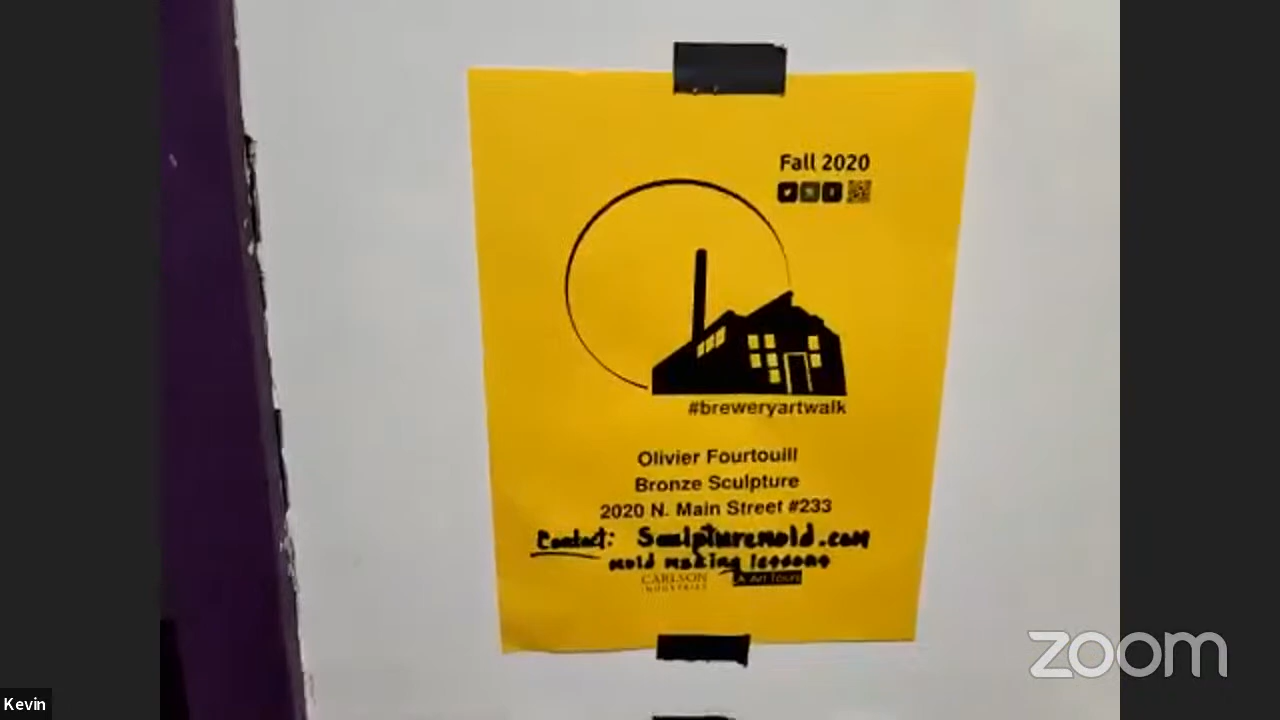 Fall 2020
#breweryartwalk
Olivier Fourtouill
Bronze Sculpture
2020 N. Main Street #233
Contact: Sculpturemold.com
mold making lessons
CARLSON
INDUSTRIES
LA Art Tours
zoom
Kevin